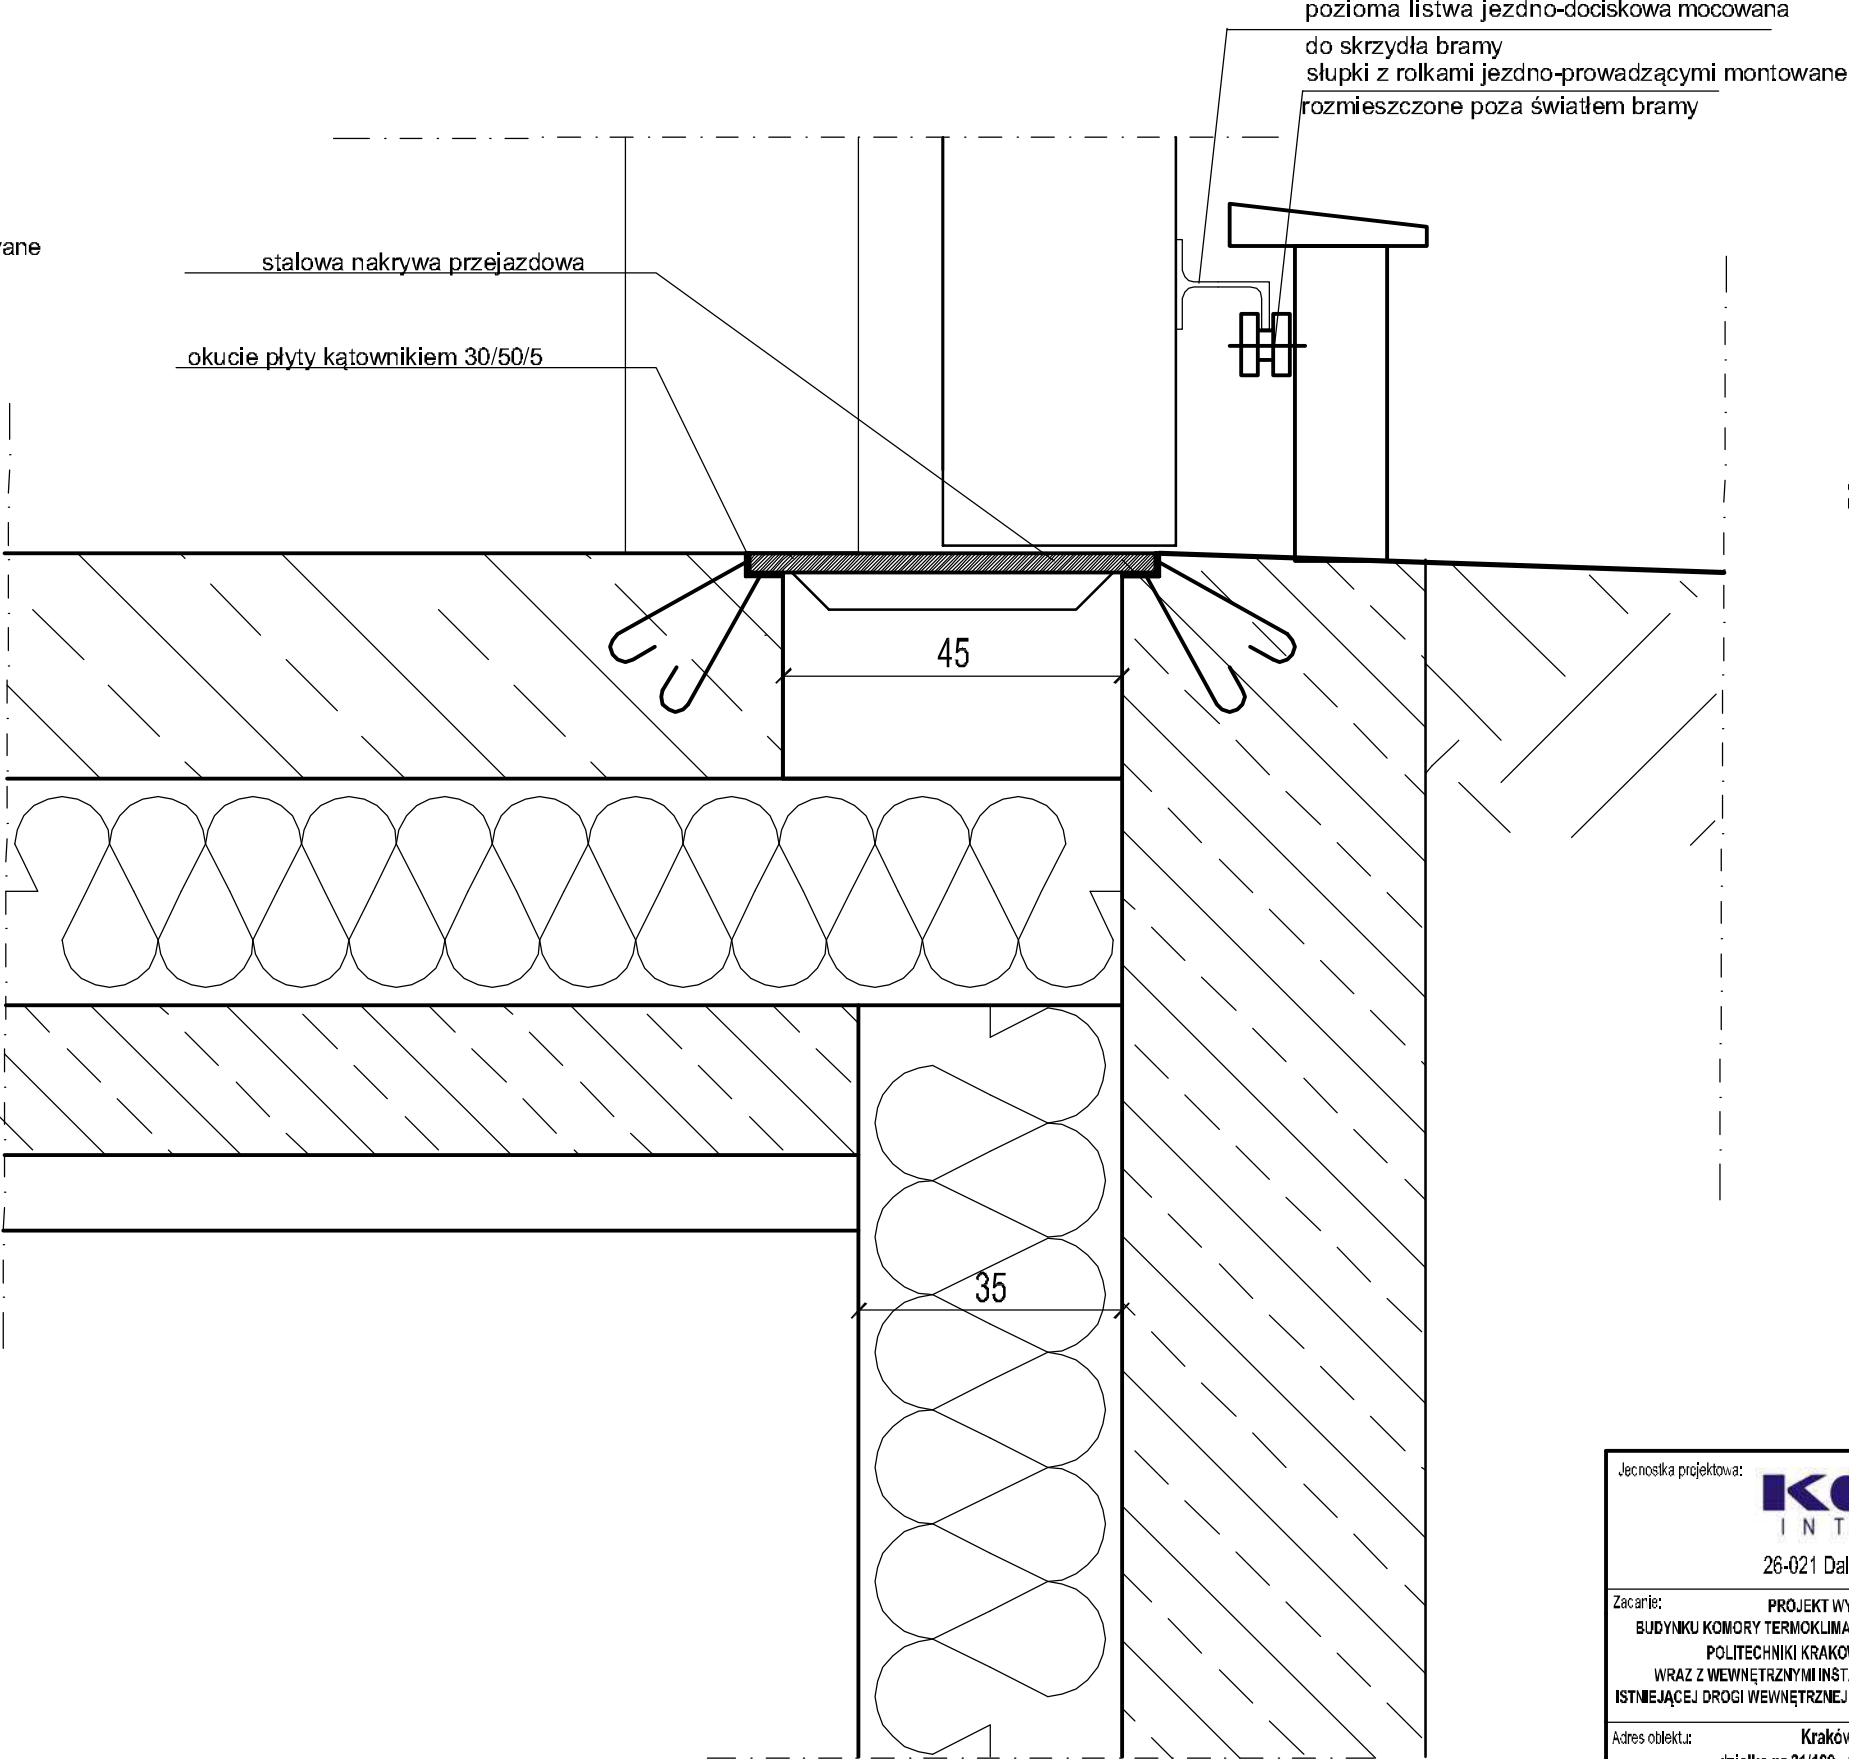 pozioma listwa jezdno-dociskowa mocowana
do skrzydła bramy
słupki z rolkami jezdno-prowadzącymi montowane
rozmieszczone poza światłem bramy
stalowa nakrywa przejazdowa
okucie płyty kątownikiem 30/50/5
45
35
Jednostka projektowa:
I N T
26-021 Dal
Zadanie: PROJEKT WY
BUDYNKU KOMORY TERMOKLIMA
POLITECHNIKI KRAKOW
WRAZ Z WEWNĘTRZNYMI INSTA
ISTNIEJĄCEJ DROGI WEWNĘTRZNEJ
Adres obiektu: Kraków